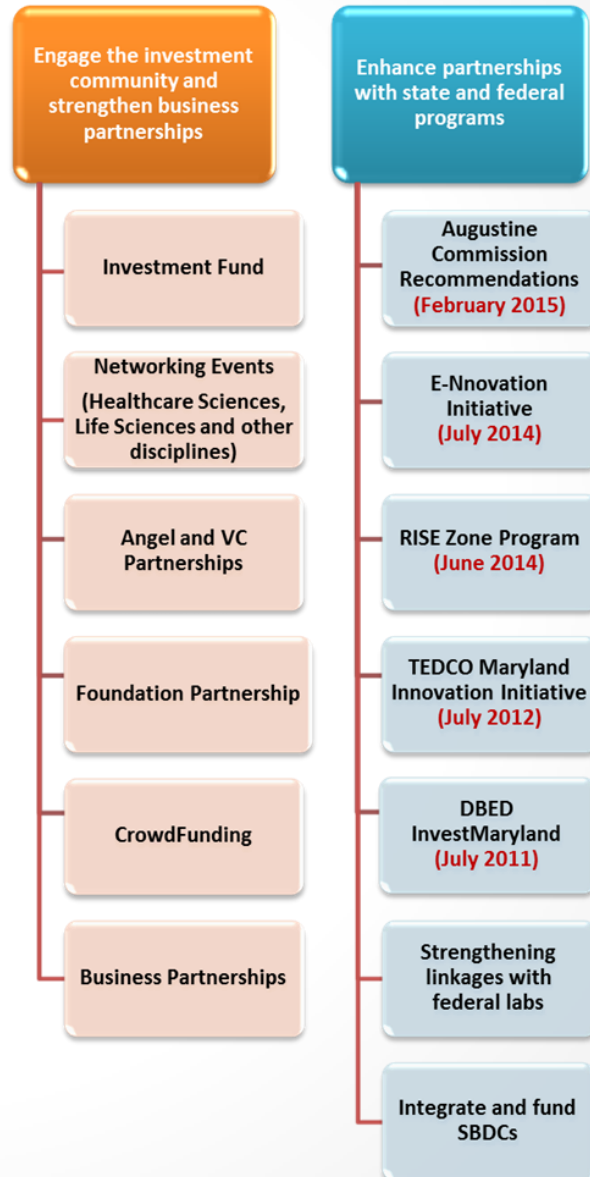 Engage the investment
community and
strengthen business
partnerships
Investment Fund
Networking Events
(Healthcare Sciences,
Life Sciences and other
disciplines)
Angel and VC
Partnerships
Foundation Partnership
CrowdFunding
Business Partnerships
Enhance partnerships
with state and federal
programs
Augustine
Commission
Recommendations
(February 2015)
E-Nnovation
Initiative
(July 2014)
RISE Zone Program
(June 2014)
TEDCO Maryland
Innovation Initiative
(July 2012)
DBED
InvestMaryland
(July 2011)
Strengthening
linkages with
federal labs
Integrate and fund
SBDCs